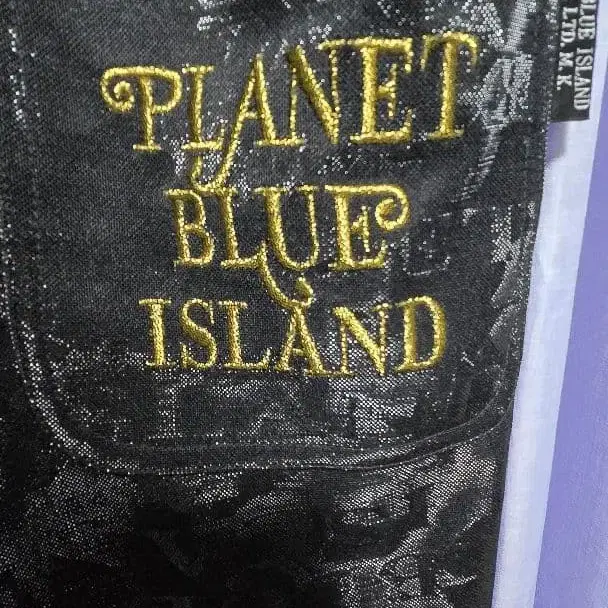 PLANET
BLUE
ISLAND
BLUE ISLAND
LTD. M.K.